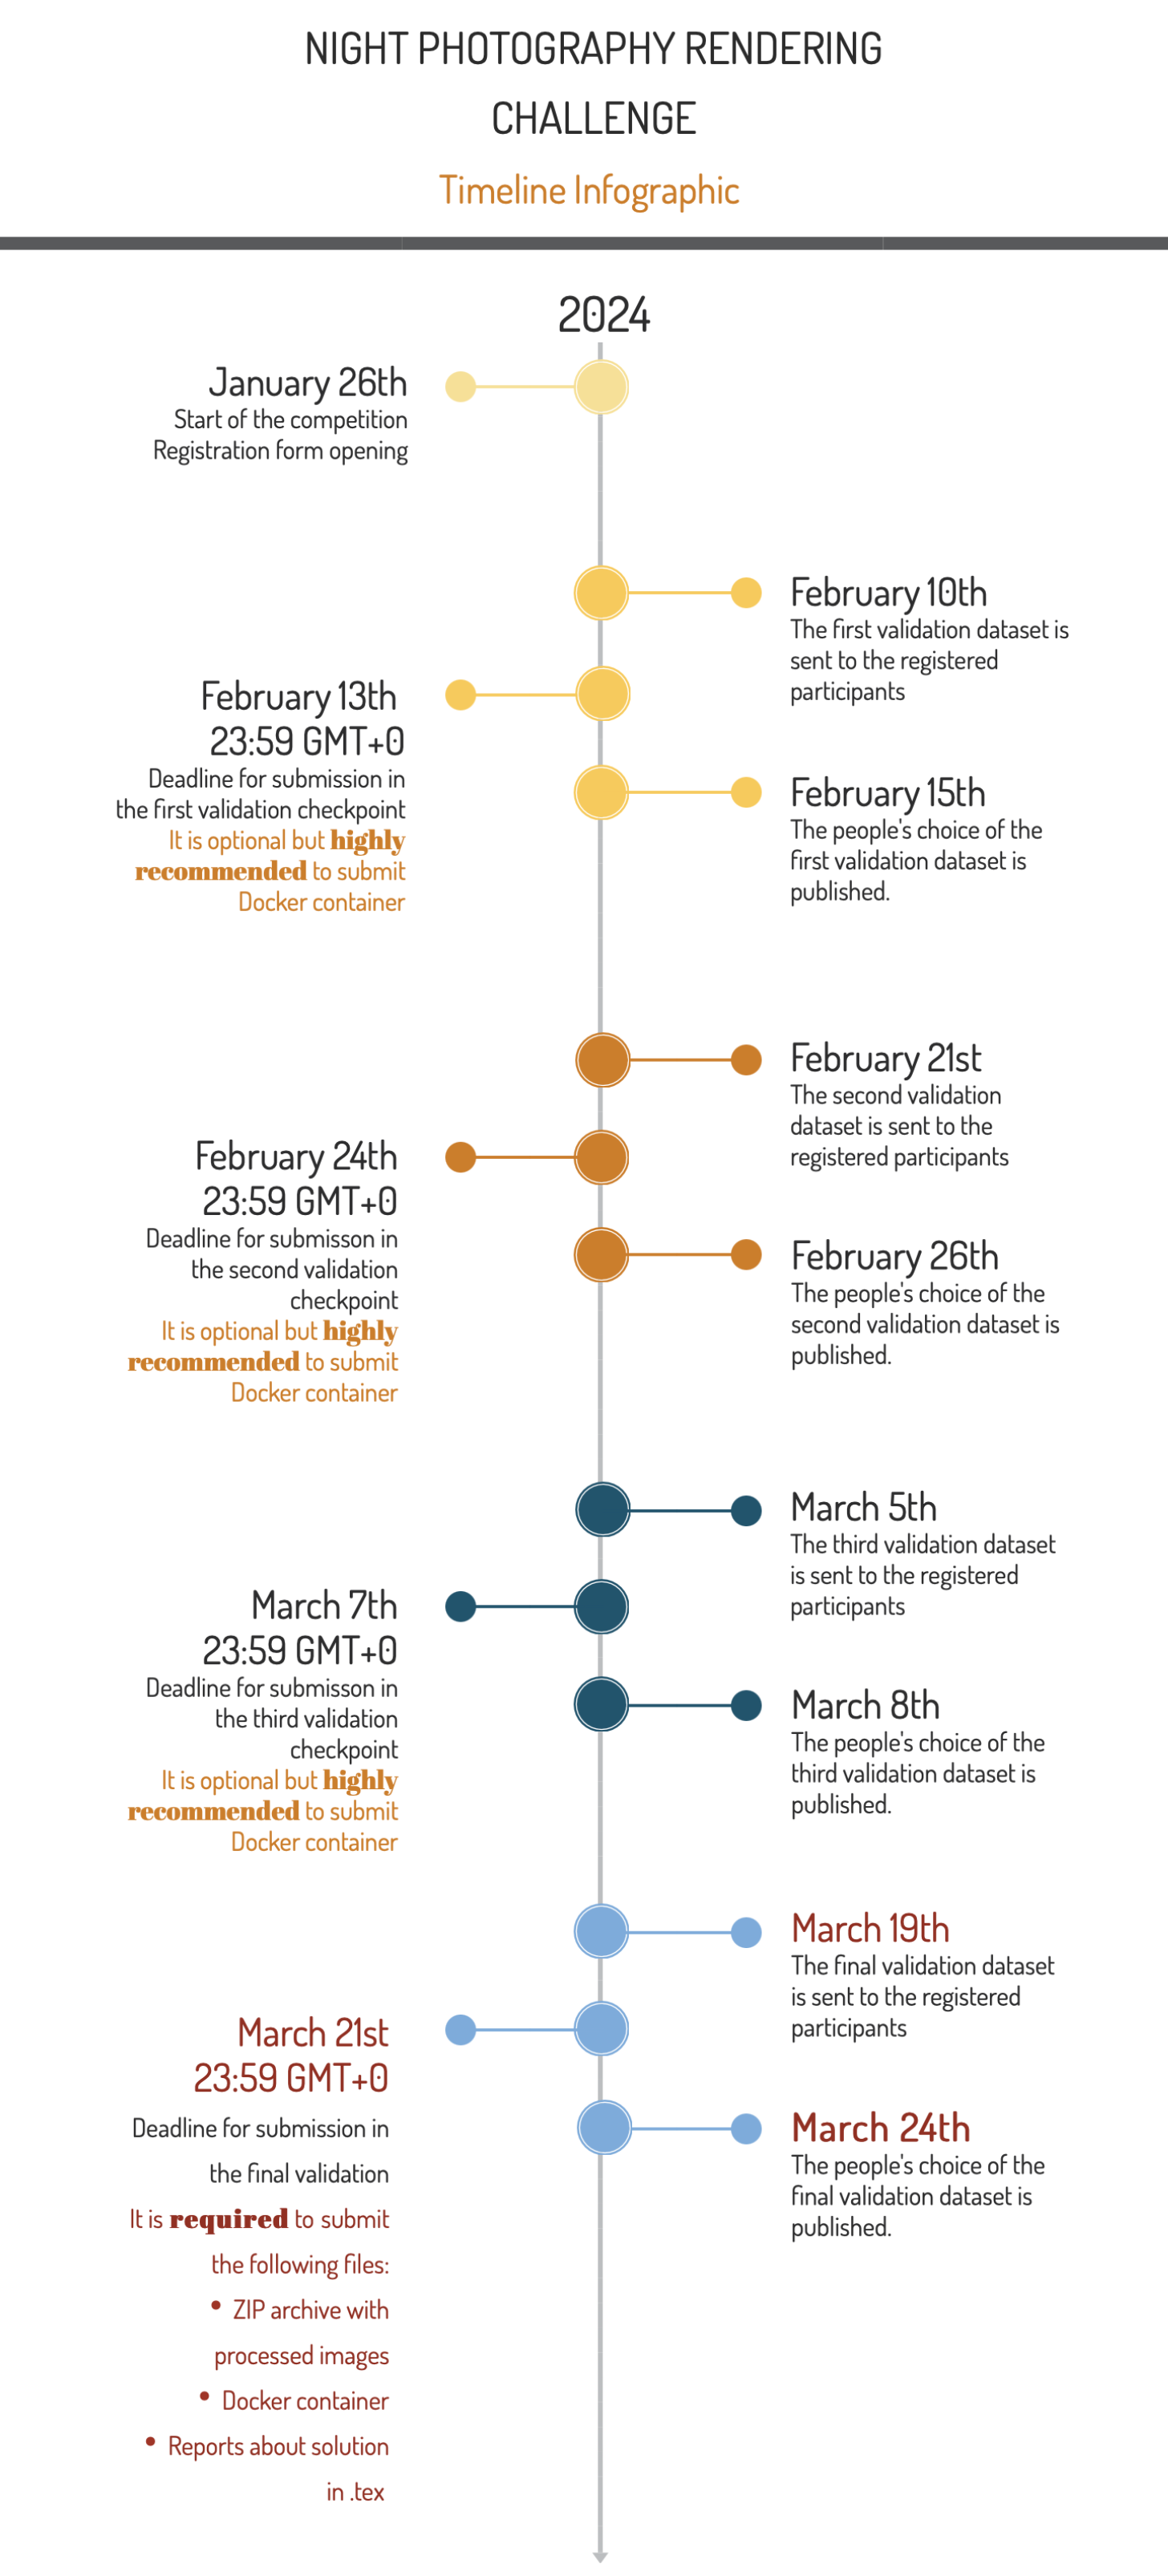 NIGHT PHOTOGRAPHY RENDERING
CHALLENGE
Timeline Infographic
2024
January 26th
Start of the competition
Registration form opening
February 10th
The first validation dataset is
sent to the registered
participants
February 13th
23:59 GMT+0
Deadline for submission in
the first validation checkpoint
It is optional but highly
recommended to submit
Docker container
February 15th
The people's choice of the
first validation dataset is
published.
February 21st
The second validation
dataset is sent to the
registered participants
February 24th
23:59 GMT+0
Deadline for submisson in
the second validation
checkpoint
It is optional but highly
recommended to submit
Docker container
February 26th
The people's choice of the
second validation dataset is
published.
March 5th
The third validation dataset
is sent to the registered
participants
March 7th
23:59 GMT+0
Deadline for submisson in
the third validation
checkpoint
It is optional but highly
recommended to submit
Docker container
March 8th
The people's choice of the
third validation dataset is
published.
March 19th
The final validation dataset
is sent to the registered
participants
March 21st
23:59 GMT+0
Deadline for submission in
the final validation
It is required to submit
the following files:
• ZIP archive with
processed images
• Docker container
• Reports about solution
in .tex
March 24th
The people's choice of the
final validation dataset is
published.